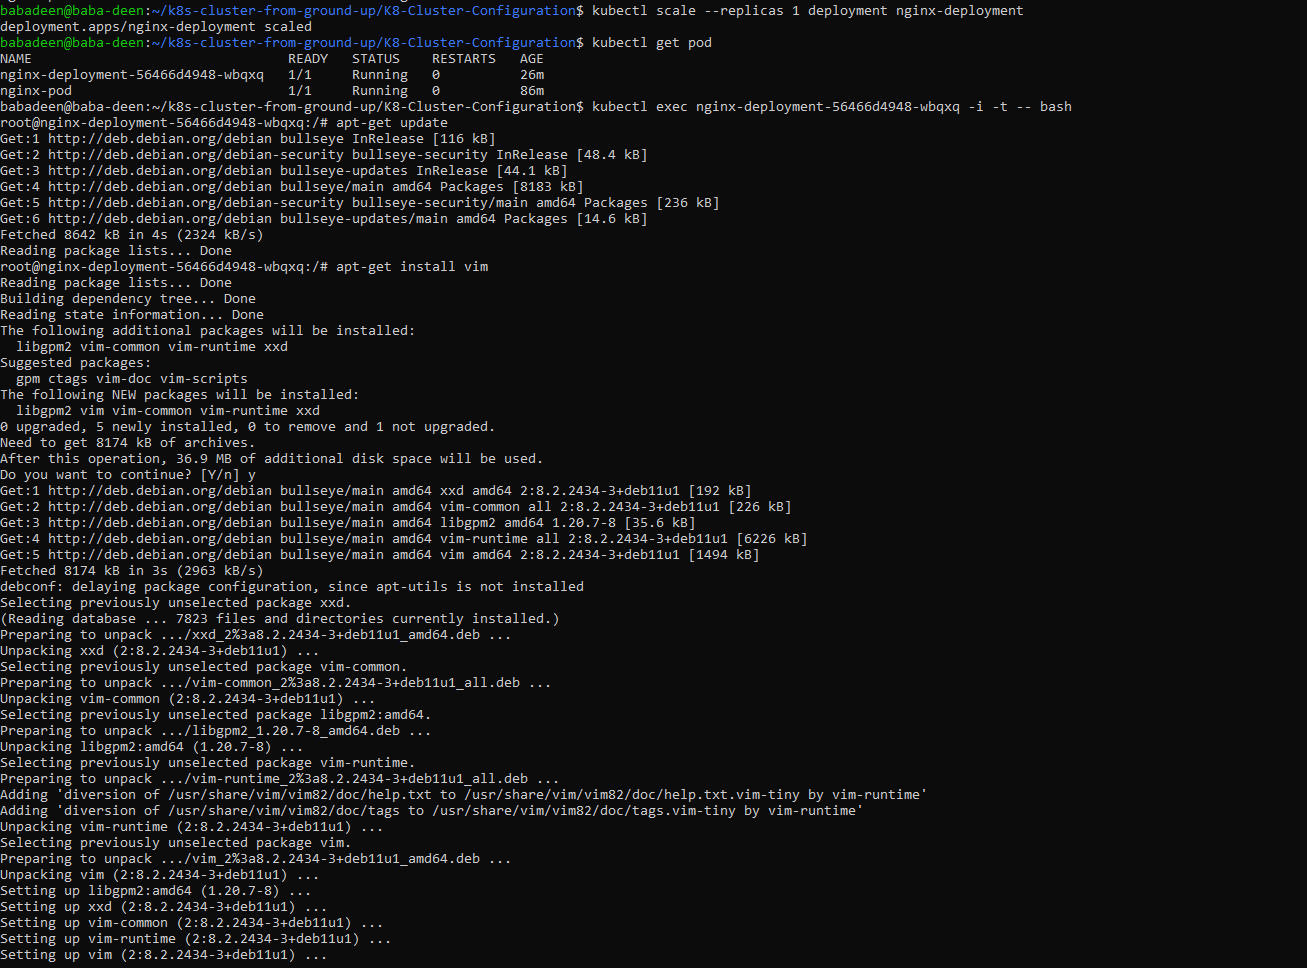 babadeen@baba-deen:~/k8s-cluster-from-ground-up/K8-Cluster-Configuration$ kubectl scale --replicas 1 deployment nginx-deployment
deployment.apps/nginx-deployment scaled
babadeen@baba-deen:~/k8s-cluster-from-ground-up/K8-Cluster-Configuration$ kubectl get pod
NAME                                READY   STATUS    RESTARTS   AGE
nginx-deployment-56466d4948-wbqxq   1/1     Running   0          26m
nginx-pod                           1/1     Running   0          86m
babadeen@baba-deen:~/k8s-cluster-from-ground-up/K8-Cluster-Configuration$ kubectl exec nginx-deployment-56466d4948-wbqxq -i -t -- bash
root@nginx-deployment-56466d4948-wbqxq:/# apt-get update
Get:1 http://deb.debian.org/debian bullseye InRelease [116 kB]
Get:2 http://deb.debian.org/debian-security bullseye-security InRelease [48.4 kB]
Get:3 http://deb.debian.org/debian bullseye-updates InRelease [44.1 kB]
Get:4 http://deb.debian.org/debian bullseye/main amd64 Packages [8183 kB]
Get:5 http://deb.debian.org/debian-security bullseye-security/main amd64 Packages [236 kB]
Get:6 http://deb.debian.org/debian bullseye-updates/main amd64 Packages [14.6 kB]
Fetched 8642 kB in 4s (2324 kB/s)
Reading package lists... Done
root@nginx-deployment-56466d4948-wbqxq:/# apt-get install vim
Reading package lists... Done
Building dependency tree... Done
Reading state information... Done
The following additional packages will be installed:
  libgpm2 vim-common vim-runtime xxd
Suggested packages:
  gpm ctags vim-doc vim-scripts
The following NEW packages will be installed:
  libgpm2 vim vim-common vim-runtime xxd
0 upgraded, 5 newly installed, 0 to remove and 1 not upgraded.
Need to get 8174 kB of archives.
After this operation, 36.9 MB of additional disk space will be used.
Do you want to continue? [Y/n] y
Get:1 http://deb.debian.org/debian bullseye/main amd64 xxd amd64 2:8.2.2434-3+deb11u1 [192 kB]
Get:2 http://deb.debian.org/debian bullseye/main amd64 vim-common all 2:8.2.2434-3+deb11u1 [226 kB]
Get:3 http://deb.debian.org/debian bullseye/main amd64 libgpm2 amd64 1.20.7-8 [35.6 kB]
Get:4 http://deb.debian.org/debian bullseye/main amd64 vim-runtime all 2:8.2.2434-3+deb11u1 [6226 kB]
Get:5 http://deb.debian.org/debian bullseye/main amd64 vim amd64 2:8.2.2434-3+deb11u1 [1494 kB]
Fetched 8174 kB in 3s (2963 kB/s)
debconf: delaying package configuration, since apt-utils is not installed
Selecting previously unselected package xxd.
(Reading database ... 7823 files and directories currently installed.)
Preparing to unpack .../xxd_2%3a8.2.2434-3+deb11u1_amd64.deb ...
Unpacking xxd (2:8.2.2434-3+deb11u1) ...
Selecting previously unselected package vim-common.
Preparing to unpack .../vim-common_2%3a8.2.2434-3+deb11u1_all.deb ...
Unpacking vim-common (2:8.2.2434-3+deb11u1) ...
Selecting previously unselected package libgpm2:amd64.
Preparing to unpack .../libgpm2_1.20.7-8_amd64.deb ...
Unpacking libgpm2:amd64 (1.20.7-8) ...
Selecting previously unselected package vim-runtime.
Preparing to unpack .../vim-runtime_2%3a8.2.2434-3+deb11u1_all.deb ...
Adding 'diversion of /usr/share/vim/vim82/doc/help.txt to /usr/share/vim/vim82/doc/help.txt.vim-tiny by vim-runtime'
Adding 'diversion of /usr/share/vim/vim82/doc/tags to /usr/share/vim/vim82/doc/tags.vim-tiny by vim-runtime'
Unpacking vim-runtime (2:8.2.2434-3+deb11u1) ...
Selecting previously unselected package vim.
Preparing to unpack .../vim_2%3a8.2.2434-3+deb11u1_amd64.deb ...
Unpacking vim (2:8.2.2434-3+deb11u1) ...
Setting up libgpm2:amd64 (1.20.7-8) ...
Setting up xxd (2:8.2.2434-3+deb11u1) ...
Setting up vim-common (2:8.2.2434-3+deb11u1) ...
Setting up vim-runtime (2:8.2.2434-3+deb11u1) ...
Setting up vim (2:8.2.2434-3+deb11u1) ...